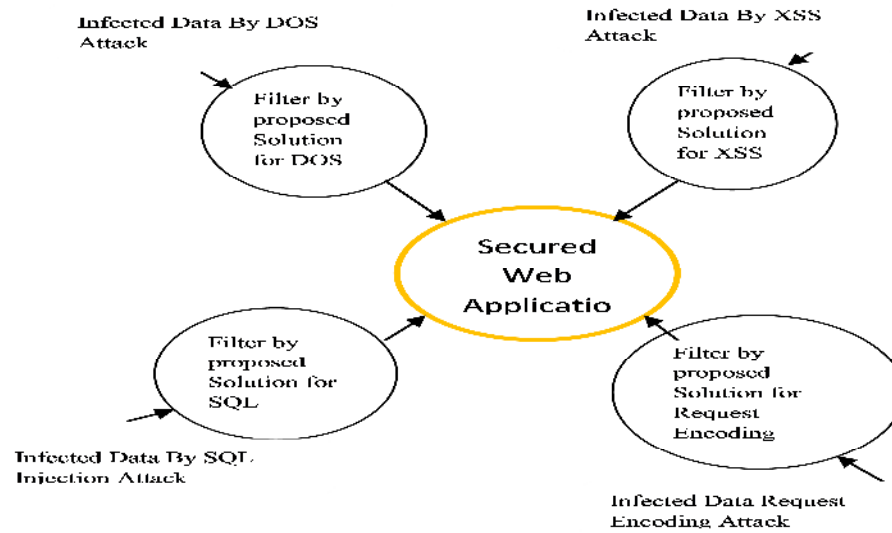 Infected Data By DOS
Attack
Infected Data By XSS
Attack
Filter by
proposed
Solution
for DOS
Filter by
proposed
Solution
for XSS
Secured
Web
Applicatio
Filter by
proposed
Solution for
SQL
Filter by
proposed
Solution for
Request
Encoding
Infected Data By SQL
Injection Attack
Infected Data Request
Encoding Attack